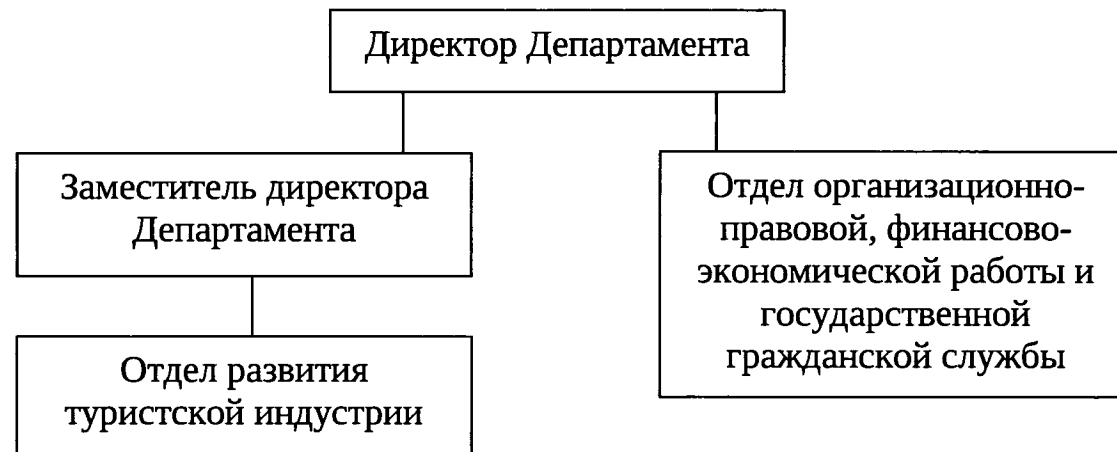 Директор Департамента
Заместитель директора
Департамента
Отдел организационно-
правовой, финансово-
экономической работы и
государственной
гражданской службы
Отдел развития
туристской индустрии